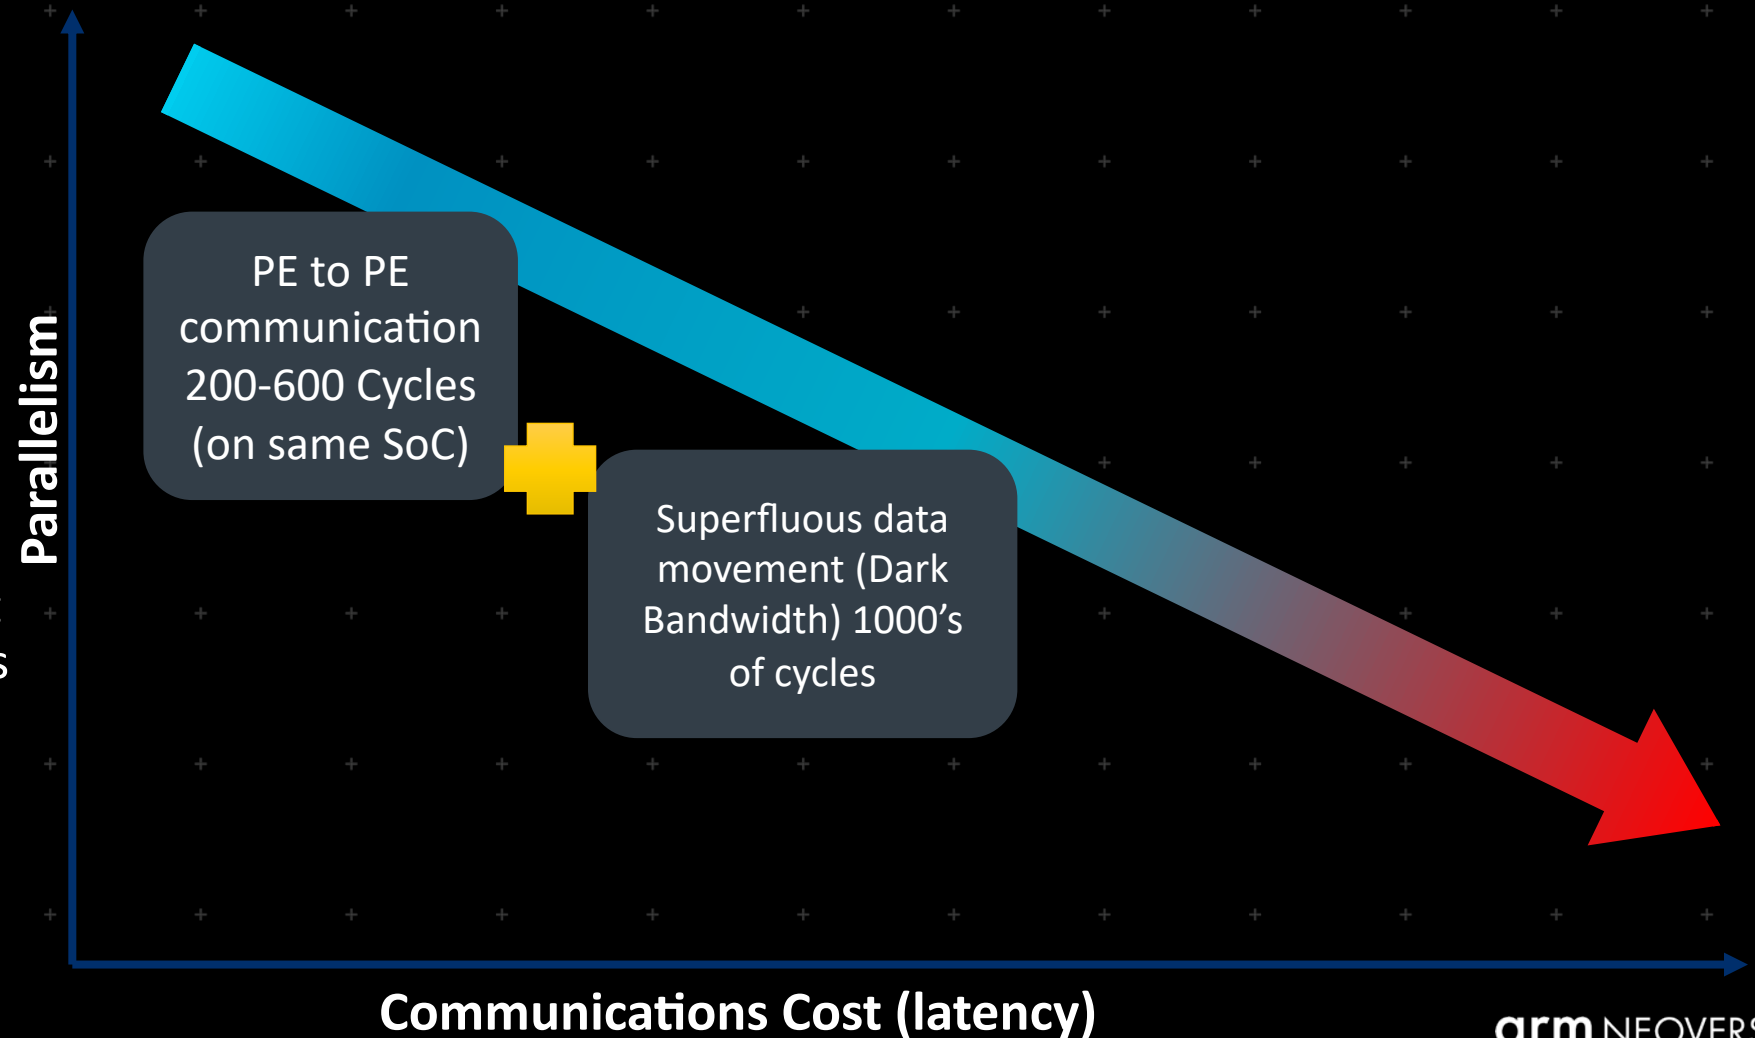 Parallelism
PE to PE
communication
200-600 Cycles
(on same SoC)
Superfluous data
movement (Dark
Bandwidth) 1000’s
of cycles
Communications Cost (latency)
arm NEOVERS